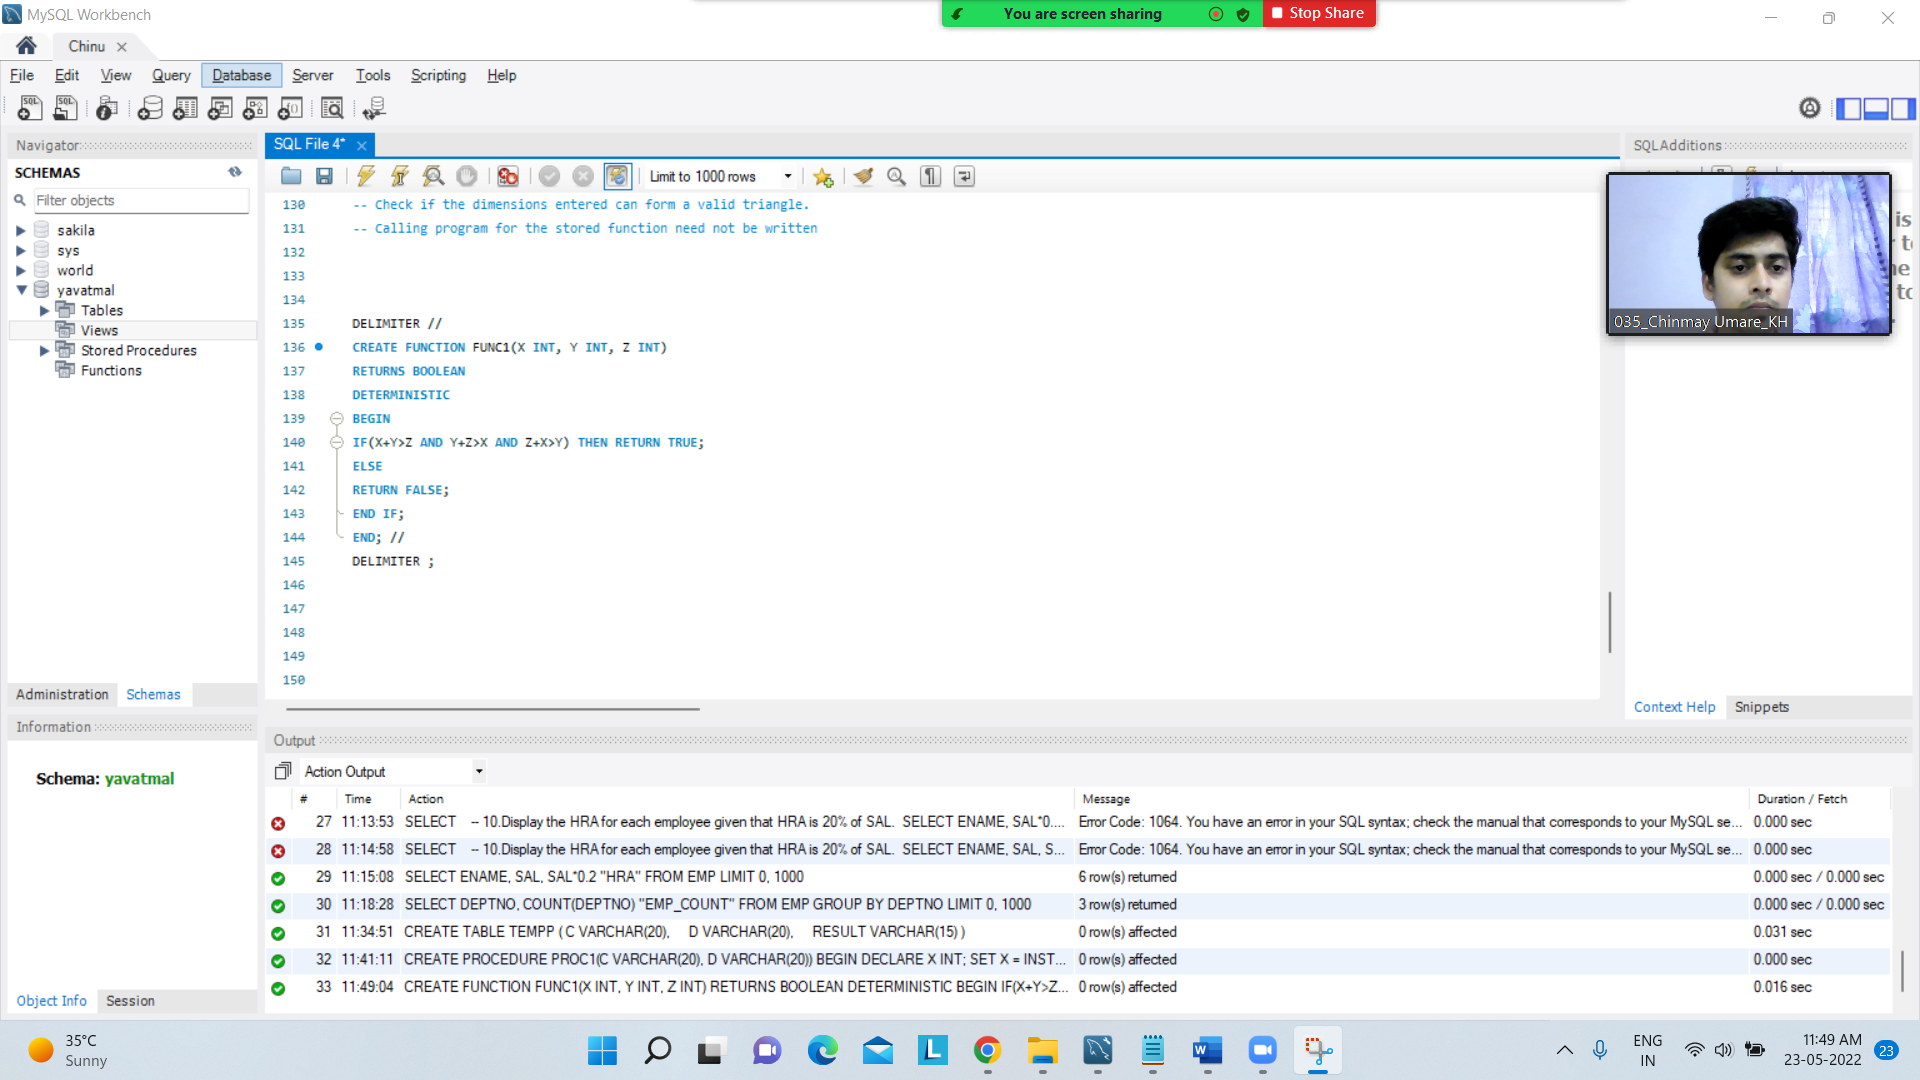 MySQL Workbench
You are screen sharing
Stop Share
Chinu
File Edit View Query Database Server Tools Scripting Help
Navigator
SCHEMAS
Filter objects
sakila
sys
world
yavatmal
Tables
Views
Stored Procedures
Functions
Administration Schemas
Information
Schema: yavatmal
Object Info Session
SQL File 4*
Limit to 1000 rows
130 -- Check if the dimensions entered can form a valid triangle.
131 -- Calling program for the stored function need not be written
132
133
134
135 DELIMITER //
136 CREATE FUNCTION FUNC1(X INT, Y INT, Z INT)
137 RETURNS BOOLEAN
138 DETERMINISTIC
139 BEGIN
140 IF(X+Y>Z AND Y+Z>X AND Z+X>Y) THEN RETURN TRUE;
141 ELSE
142 RETURN FALSE;
143 END IF;
144 END; //
145 DELIMITER ;
146
147
148
149
150
SQLAdditions
035_Chinmay Umare_KH
Context Help Snippets
Output
Action Output
# Time Action Message Duration / Fetch
27 11:13:53 SELECT -- 10.Display the HRA for each employee given that HRA is 20% of SAL. SELECT ENAME, SAL*0.... Error Code: 1064. You have an error in your SQL syntax; check the manual that corresponds to your MySQL se... 0.000 sec
28 11:14:58 SELECT -- 10.Display the HRA for each employee given that HRA is 20% of SAL. SELECT ENAME, SAL, S... Error Code: 1064. You have an error in your SQL syntax; check the manual that corresponds to your MySQL se... 0.000 sec
29 11:15:08 SELECT ENAME, SAL, SAL*0.2 "HRA" FROM EMP LIMIT 0, 1000 6 row(s) returned 0.000 sec / 0.000 sec
30 11:18:28 SELECT DEPTNO, COUNT(DEPTNO) "EMP_COUNT" FROM EMP GROUP BY DEPTNO LIMIT 0, 1000 3 row(s) returned 0.000 sec / 0.000 sec
31 11:34:51 CREATE TABLE TEMPP ( C VARCHAR(20), D VARCHAR(20), RESULT VARCHAR(15) ) 0 row(s) affected 0.031 sec
32 11:41:11 CREATE PROCEDURE PROC1(C VARCHAR(20), D VARCHAR(20)) BEGIN DECLARE X INT; SET X = INST... 0 row(s) affected 0.000 sec
33 11:49:04 CREATE FUNCTION FUNC1(X INT, Y INT, Z INT) RETURNS BOOLEAN DETERMINISTIC BEGIN IF(X+Y>Z... 0 row(s) affected 0.016 sec
35°C
Sunny
ENG
IN
11:49 AM
23-05-2022
23